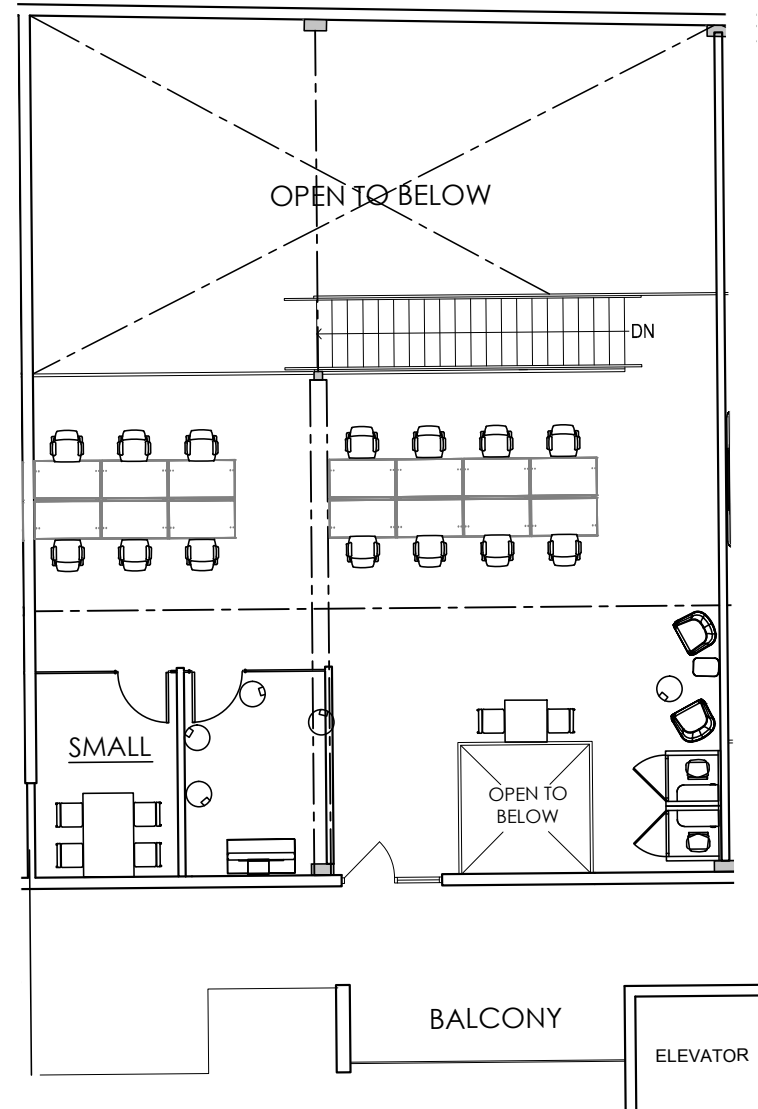 OPEN TO BELOW
DN
SMALL
OPEN TO
BELOW
BALCONY
ELEVATOR